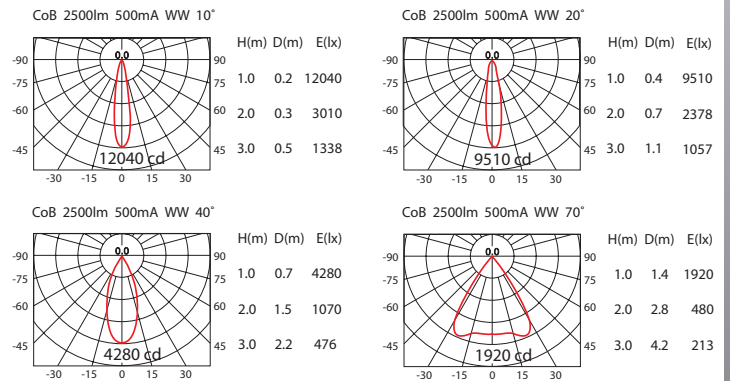 CoB 2500lm 500mA WW 10°
H(m) D(m) E(lx)
0.0
-90 90
-75 75
-60 60
-45 45
-30 -15 0 15 30
12040 cd
1.0 0.2 12040
2.0 0.3 3010
3.0 0.5 1338
CoB 2500lm 500mA WW 20°
H(m) D(m) E(lx)
0.0
-90 90
-75 75
-60 60
-45 45
-30 -15 0 15 30
9510 cd
1.0 0.4 9510
2.0 0.7 2378
3.0 1.1 1057
CoB 2500lm 500mA WW 40°
H(m) D(m) E(lx)
0.0
-90 90
-75 75
-60 60
-45 45
-30 -15 0 15 30
4280 cd
1.0 0.7 4280
2.0 1.5 1070
3.0 2.2 476
CoB 2500lm 500mA WW 70°
H(m) D(m) E(lx)
0.0
-90 90
-75 75
-60 60
-45 45
-30 -15 0 15 30
1920 cd
1.0 1.4 1920
2.0 2.8 480
3.0 4.2 213